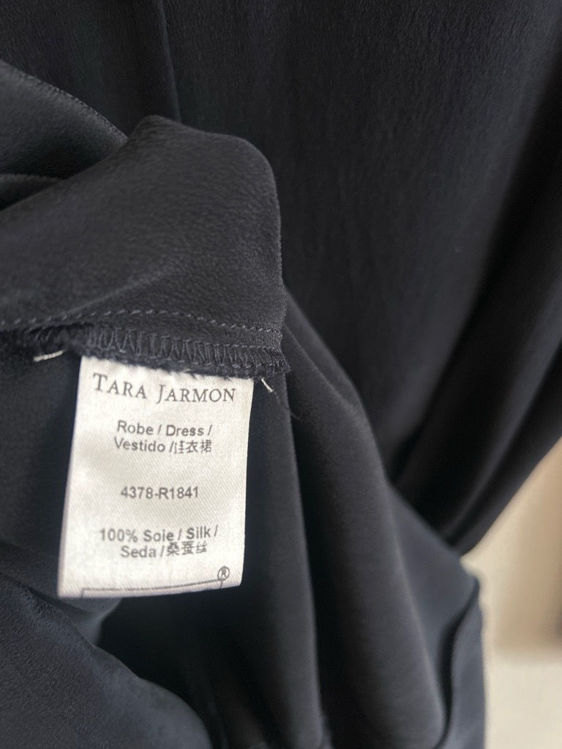 TARA JARMON
Robe / Dress /
Vestido /连衣裙
4378-R1841
100% Soie / Silk /
Seda /桑蚕丝
®